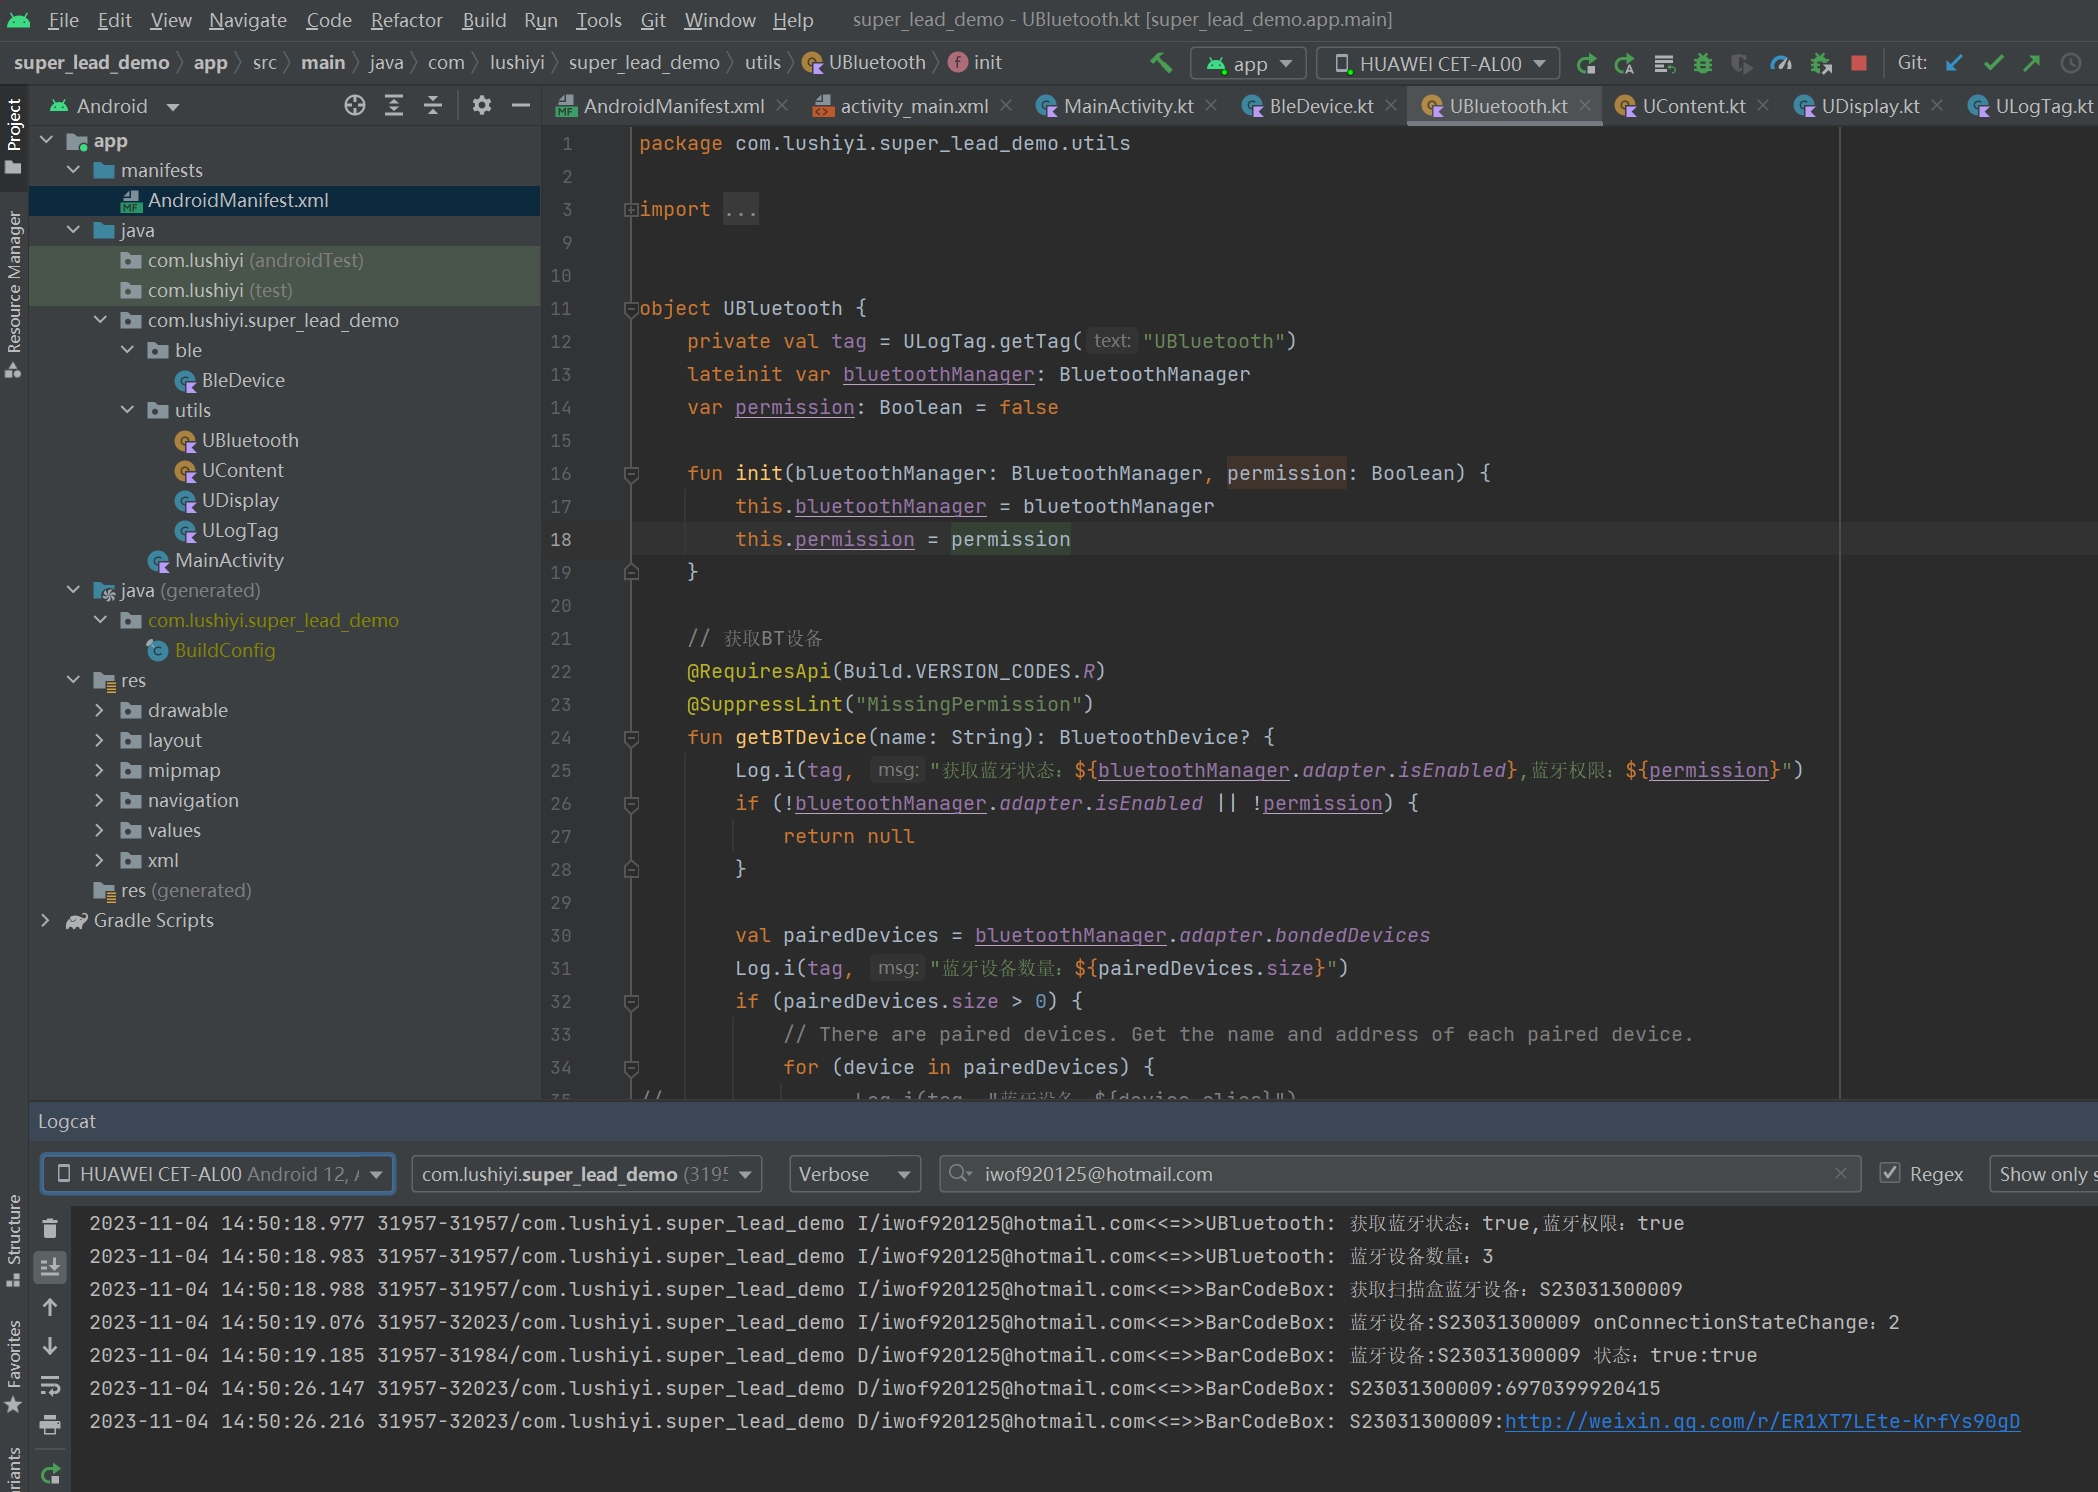 File Edit View Navigate Code Refactor Build Run Tools Git Window Help super_lead_demo - UBluetooth.kt [super_lead_demo.app.main]
super_lead_demo app src main java com lushiyi super_lead_demo utils UBluetooth init app HUAWEI CET-AL00 Git:
Project
Resource Manager
Structure
Favorites
Android
app
manifests
AndroidManifest.xml
java
com.lushiyi (androidTest)
com.lushiyi (test)
com.lushiyi.super_lead_demo
ble
BleDevice
utils
UBluetooth
UContent
UDisplay
ULogTag
MainActivity
java (generated)
com.lushiyi.super_lead_demo
BuildConfig
res
drawable
layout
mipmap
navigation
values
xml
res (generated)
Gradle Scripts
AndroidManifest.xml activity_main.xml MainActivity.kt BleDevice.kt UBluetooth.kt UContent.kt UDisplay.kt ULogTag.kt
1 package com.lushiyi.super_lead_demo.utils
2
3 import ...
9
10
11 object UBluetooth {
12 private val tag = ULogTag.getTag( text: "UBluetooth")
13 lateinit var bluetoothManager: BluetoothManager
14 var permission: Boolean = false
15
16 fun init(bluetoothManager: BluetoothManager, permission: Boolean) {
17 this.bluetoothManager = bluetoothManager
18 this.permission = permission
19 }
20
21 // 获取BT设备
22 @RequiresApi(Build.VERSION_CODES.R)
23 @SuppressLint("MissingPermission")
24 fun getBTDevice(name: String): BluetoothDevice? {
25 Log.i(tag, msg: "获取蓝牙状态: ${bluetoothManager.adapter.isEnabled},蓝牙权限: ${permission}")
26 if (!bluetoothManager.adapter.isEnabled || !permission) {
27 return null
28 }
29
30 val pairedDevices = bluetoothManager.adapter.bondedDevices
31 Log.i(tag, msg: "蓝牙设备数量: ${pairedDevices.size}")
32 if (pairedDevices.size > 0) {
33 // There are paired devices. Get the name and address of each paired device.
34 for (device in pairedDevices) {
Logcat
HUAWEI CET-AL00 Android 12, com.lushiyi.super_lead_demo (3195 Verbose iwof920125@hotmail.com Regex Show only s
2023-11-04 14:50:18.977 31957-31957/com.lushiyi.super_lead_demo I/iwof920125@hotmail.com<<=>>UBluetooth: 获取蓝牙状态: true,蓝牙权限: true
2023-11-04 14:50:18.983 31957-31957/com.lushiyi.super_lead_demo I/iwof920125@hotmail.com<<=>>UBluetooth: 蓝牙设备数量: 3
2023-11-04 14:50:18.988 31957-31957/com.lushiyi.super_lead_demo I/iwof920125@hotmail.com<<=>>BarCodeBox: 获取扫描盒蓝牙设备: S23031300009
2023-11-04 14:50:19.076 31957-32023/com.lushiyi.super_lead_demo I/iwof920125@hotmail.com<<=>>BarCodeBox: 蓝牙设备:S23031300009 onConnectionStateChange: 2
2023-11-04 14:50:19.185 31957-31984/com.lushiyi.super_lead_demo D/iwof920125@hotmail.com<<=>>BarCodeBox: 蓝牙设备:S23031300009 状态: true:true
2023-11-04 14:50:26.147 31957-32023/com.lushiyi.super_lead_demo D/iwof920125@hotmail.com<<=>>BarCodeBox: S23031300009:6970399920415
2023-11-04 14:50:26.216 31957-32023/com.lushiyi.super_lead_demo D/iwof920125@hotmail.com<<=>>BarCodeBox: S23031300009:http://weixin.qq.com/r/ER1XT7LEte-KrfYs90gD